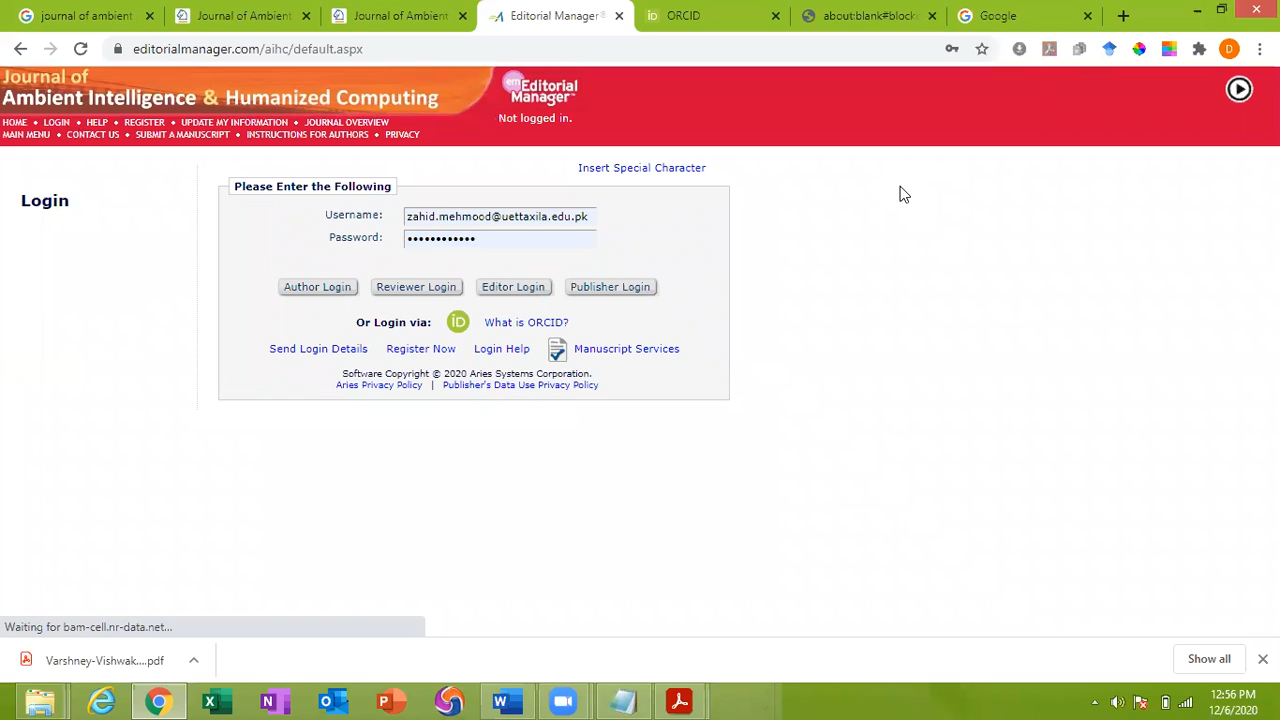 journal of ambient
Journal of Ambient
Journal of Ambient
Editorial Manager®
ORCID
about:blank#block
Google
editorialmanager.com/aihc/default.aspx
D
Journal of
Ambient Intelligence & Humanized Computing
em Editorial Manager
Not logged in.
HOME • LOGIN • HELP • REGISTER • UPDATE MY INFORMATION • JOURNAL OVERVIEW
MAIN MENU • CONTACT US • SUBMIT A MANUSCRIPT • INSTRUCTIONS FOR AUTHORS • PRIVACY
Insert Special Character
Login
Please Enter the Following
Username: zahid.mehmood@uettaxila.edu.pk
Password: ••••••••••••
Author Login Reviewer Login Editor Login Publisher Login
Or Login via: iD What is ORCID?
Send Login Details Register Now Login Help Manuscript Services
Software Copyright © 2020 Aries Systems Corporation.
Aries Privacy Policy | Publisher's Data Use Privacy Policy
Waiting for bam-cell.nr-data.net...
Varshney-Vishwak....pdf
Show all
12:56 PM
12/6/2020